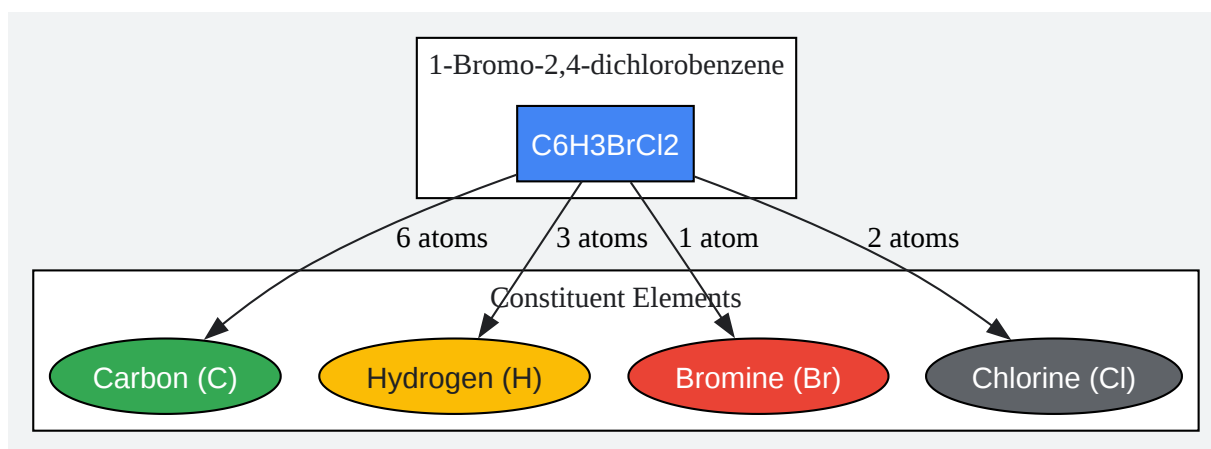 1-Bromo-2,4-dichlorobenzene
C6H3BrCl2
6 atoms
3 atoms
1 atom
2 atoms
Constituent Elements
Carbon (C)
Hydrogen (H)
Bromine (Br)
Chlorine (Cl)